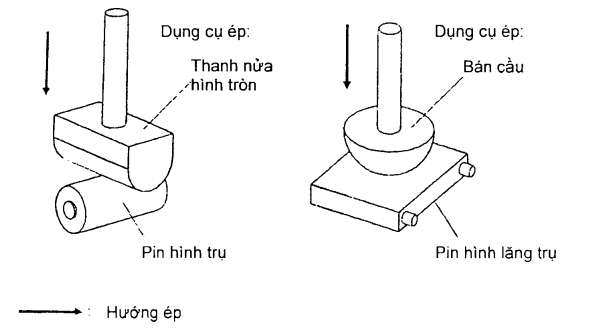 Dụng cụ ép:
Thanh nửa
hình tròn
Pin hình trụ
Dụng cụ ép:
Bán cầu
Pin hình lăng trụ
: Hướng ép